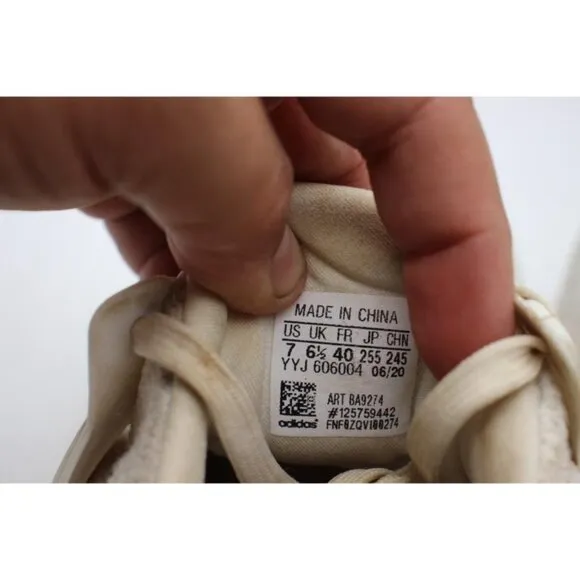 MADE IN CHINA
US UK FR JP CHN
7 6½ 40 255 245
YYJ 606004 06/20
ART BA9274
#125759442
adidas FNF0ZQVI00274